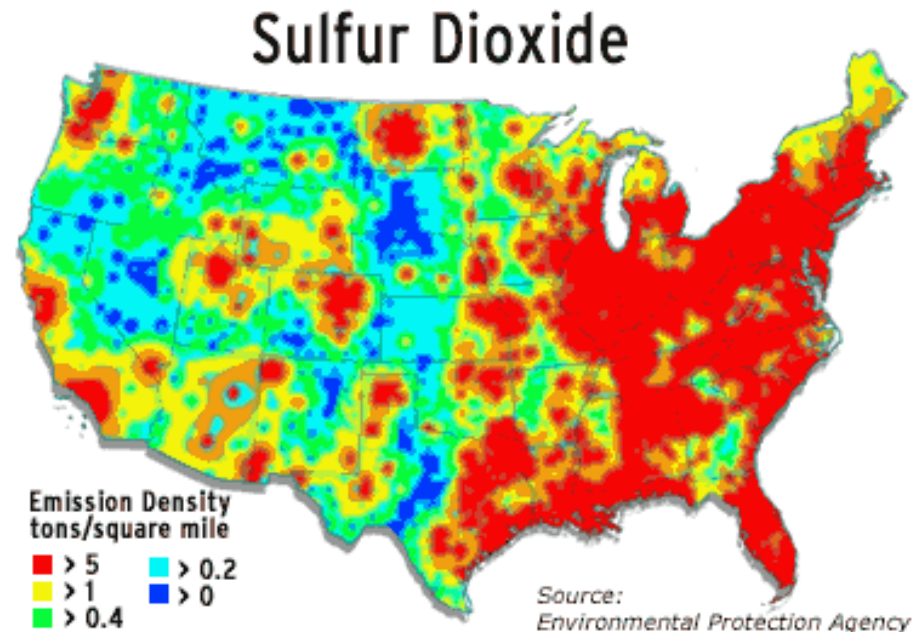 Sulfur Dioxide
Emission Density
tons/square mile
> 5
> 1
> 0.4
> 0.2
> 0
Source:
Environmental Protection Agency